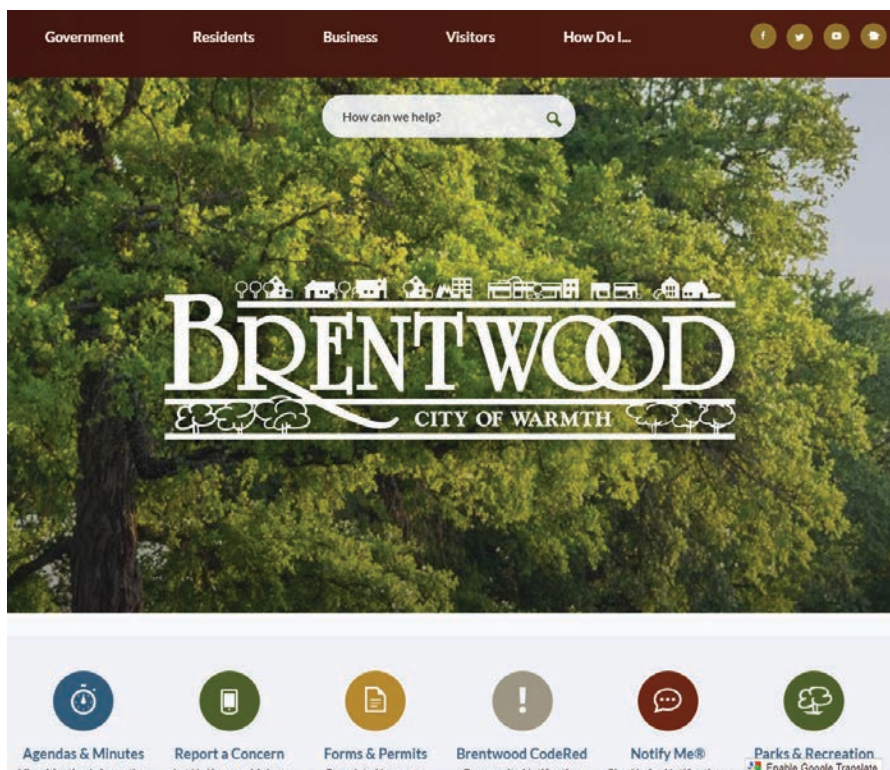 Government Residents Business Visitors How Do I...
How can we help?
BRENTWOOD
CITY OF WARMTH
Agendas & Minutes Report a Concern Forms & Permits Brentwood CodeRed Notify Me® Parks & Recreation
Enable Google Translate